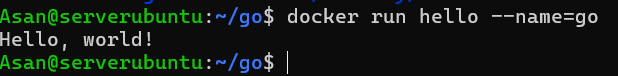 Asan@serverubuntu:~/go$ docker run hello --name=go
Hello, world!
Asan@serverubuntu:~/go$